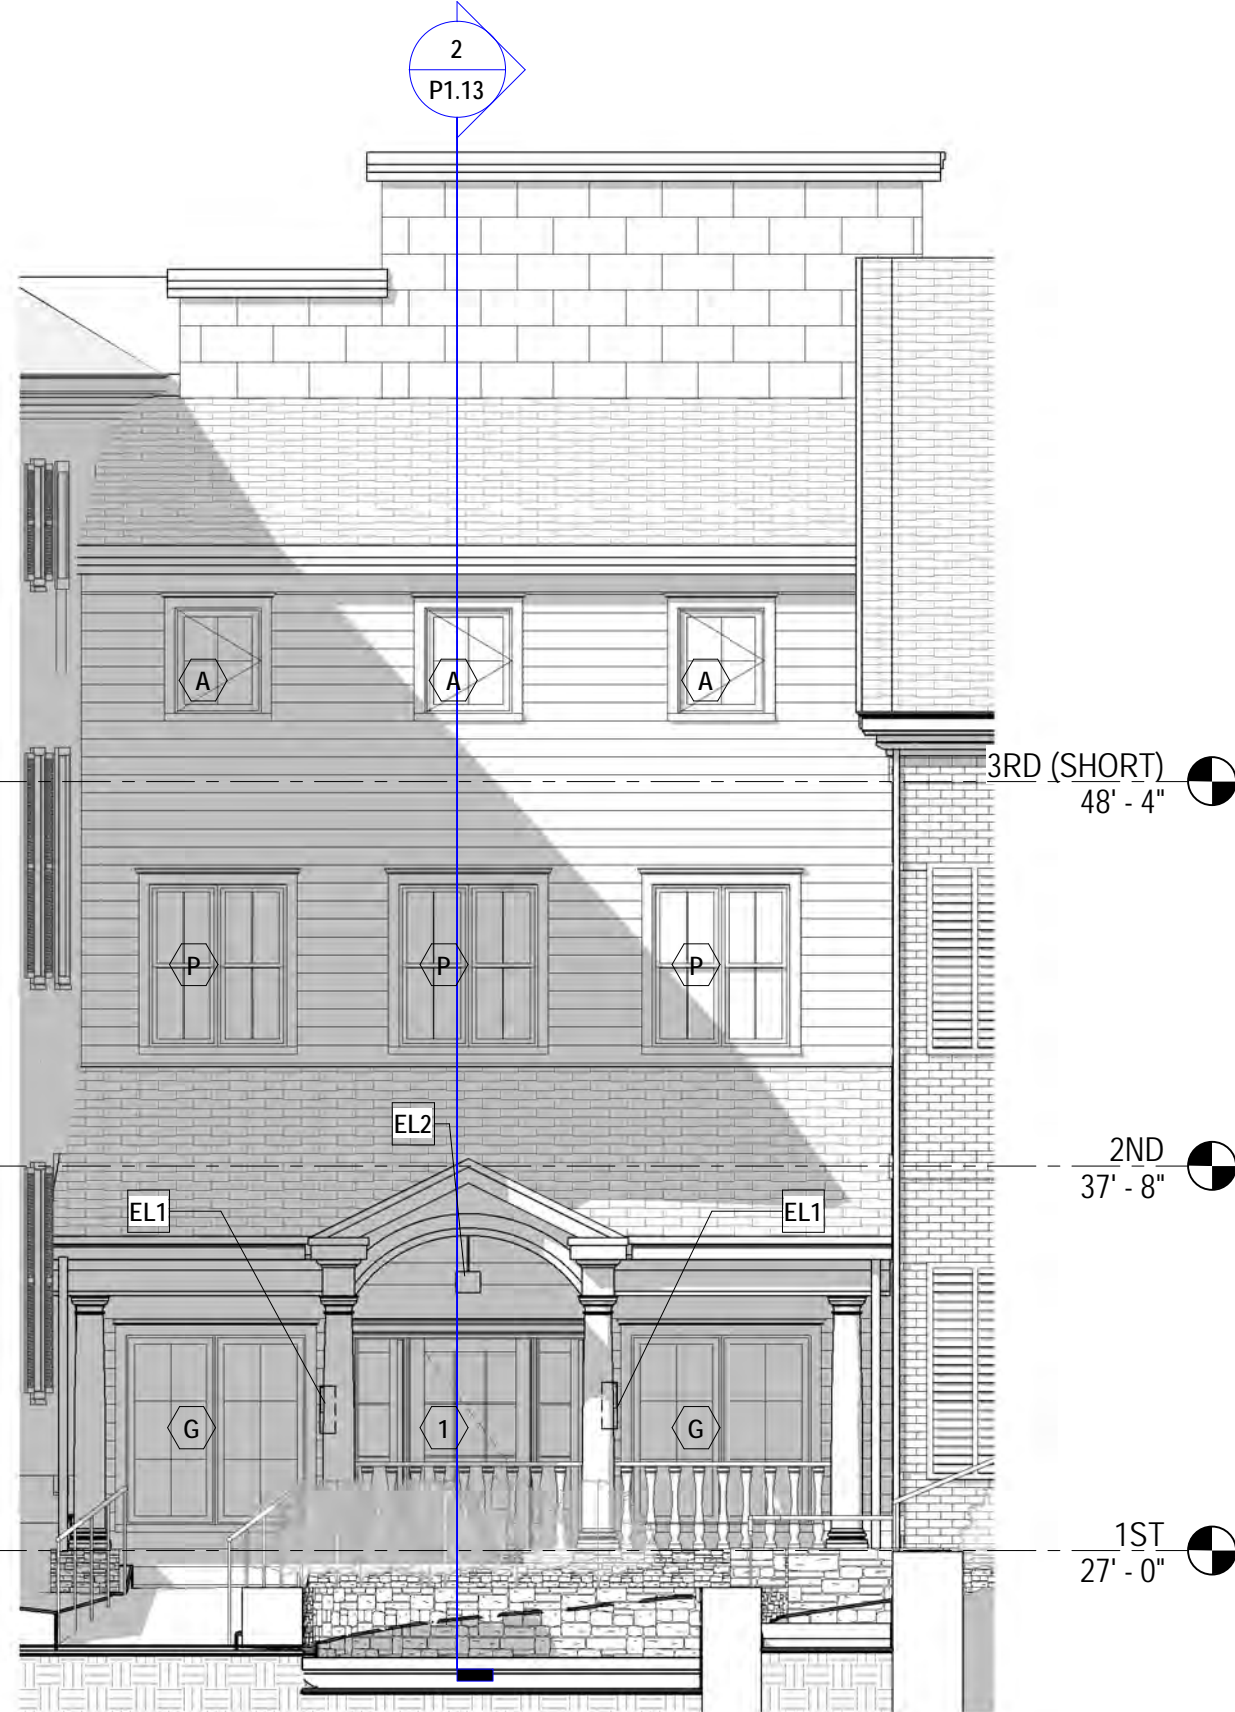 2
P1.13
A
A
A
3RD (SHORT)
48' - 4"
P
P
P
EL2
2ND
37' - 8"
EL1
EL1
G
1
G
1ST
27' - 0"